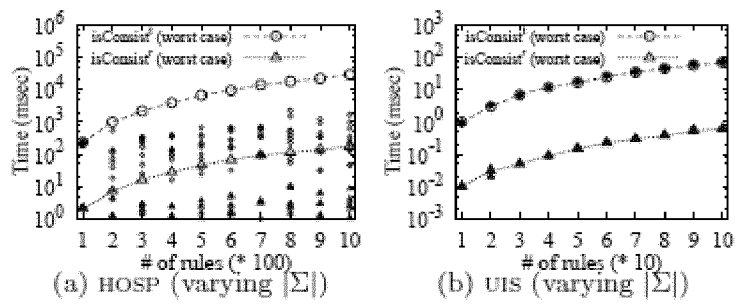 10^6
10^5
10^4
10^3
10^2
10^1
10^0
Time (msec)
isConsist^t (worst case)
isConsist^r (worst case)
1 2 3 4 5 6 7 8 9 10
# of rules (* 100)
(a) HOSP (varying |Σ|)
10^3
10^2
10^1
10^0
10^-1
10^-2
10^-3
Time (msec)
isConsist^t (worst case)
isConsist^r (worst case)
1 2 3 4 5 6 7 8 9 10
# of rules (* 10)
(b) UIS (varying |Σ|)